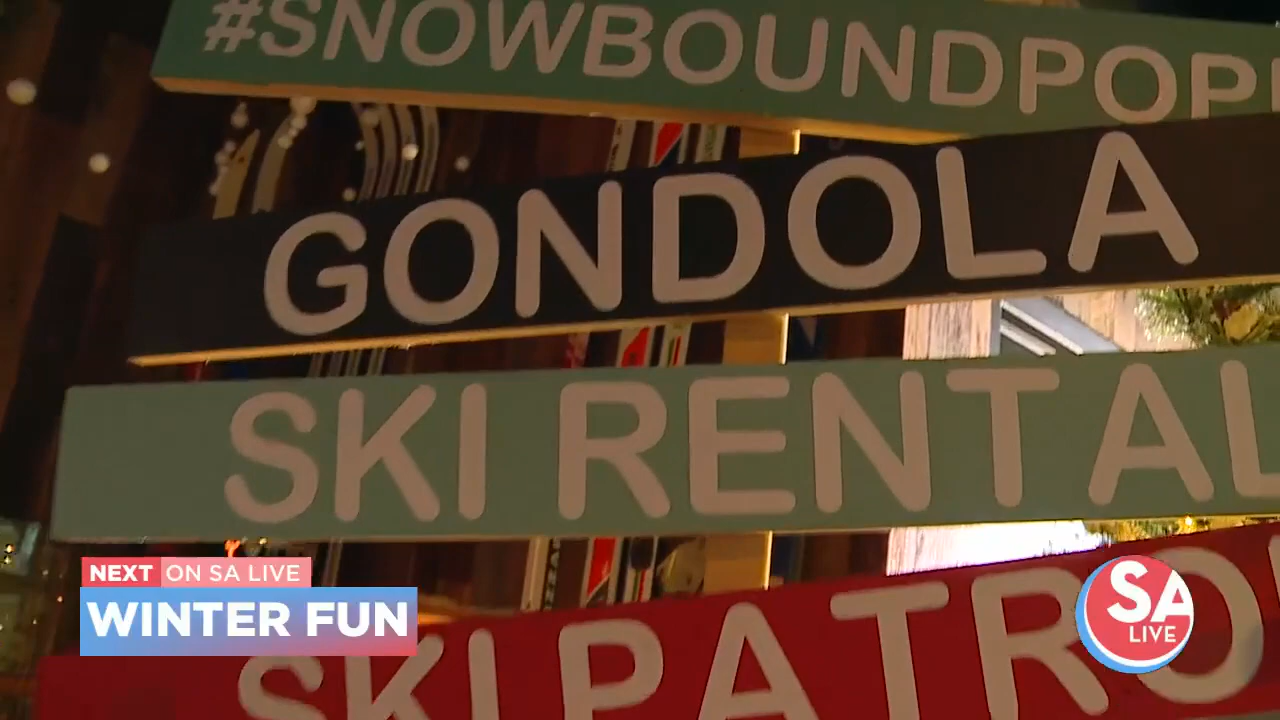 #SNOWBOUNDPOP
GONDOLA
SKI RENTAL
SKI PATRO
NEXT ON SA LIVE
WINTER FUN
SA
LIVE